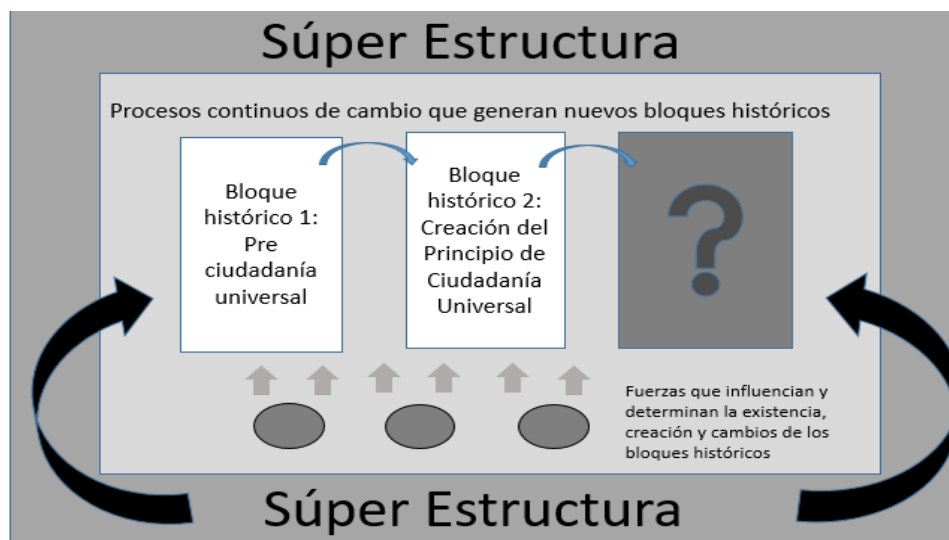 Súper Estructura
Procesos continuos de cambio que generan nuevos bloques históricos
Bloque
histórico 1:
Pre
ciudadanía
universal
Bloque
histórico 2:
Creación del
Principio de
Ciudadanía
Universal
?
Fuerzas que influencian y
determinan la existencia,
creación y cambios de los
bloques históricos
Súper Estructura